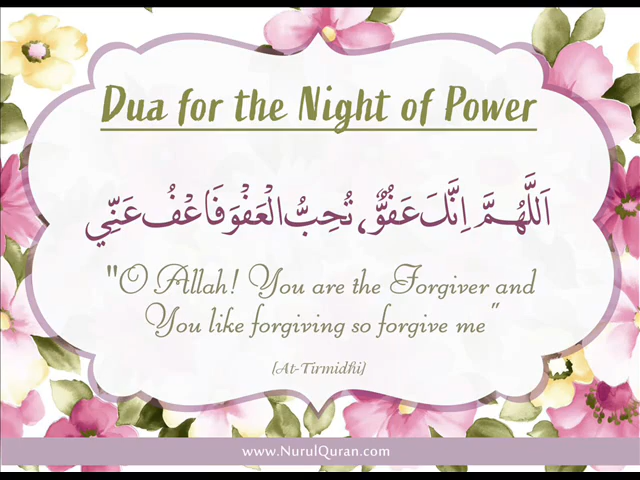 Dua for the Night of Power
اَللَّهُمَّ اِنَّكَ عَفُوٌّ، تُحِبُّ الْعَفْوَ فَاعْفُ عَنِّي
"O Allah! You are the Forgiver and
You like forgiving so forgive me"
[At-Tirmidhi]
www.NurulQuran.com